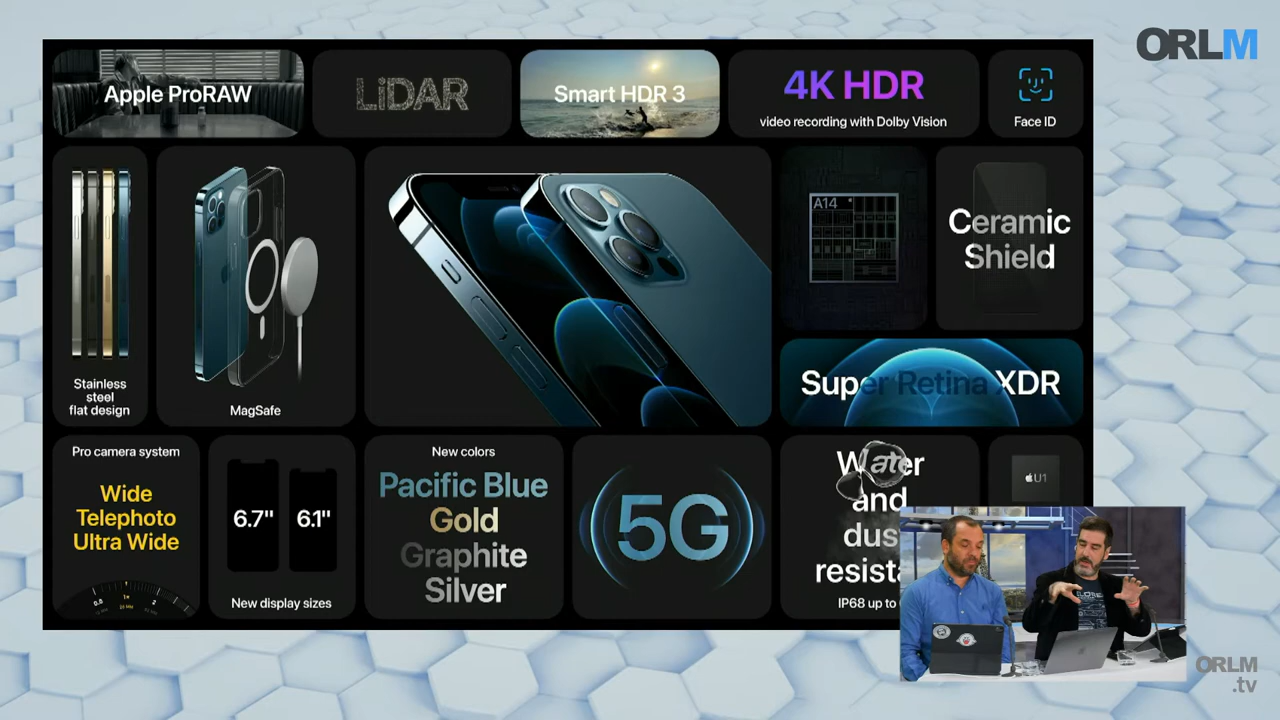 ORLM
Apple ProRAW
LiDAR
Smart HDR 3
4K HDR
video recording with Dolby Vision
Face ID
Stainless
steel
flat design
MagSafe
A14
Ceramic
Shield
Super Retina XDR
Pro camera system
Wide
Telephoto
Ultra Wide
6.7"
6.1"
New display sizes
New colors
Pacific Blue
Gold
Graphite
Silver
5G
Water
and
dus
resista
IP68 up to
U1
ORLM
.tv